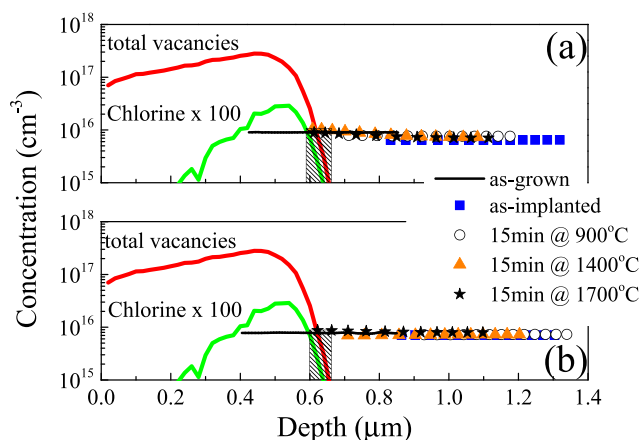 10^18
(a)
total vacancies
10^17
Chlorine x 100
10^16
10^15
Concentration (cm^-3)
as-grown
as-implanted
15min @ 900°C
15min @ 1400°C
15min @ 1700°C
10^18
total vacancies
10^17
Chlorine x 100
10^16
(b)
10^15
0.0 0.2 0.4 0.6 0.8 1.0 1.2 1.4
Depth (μm)